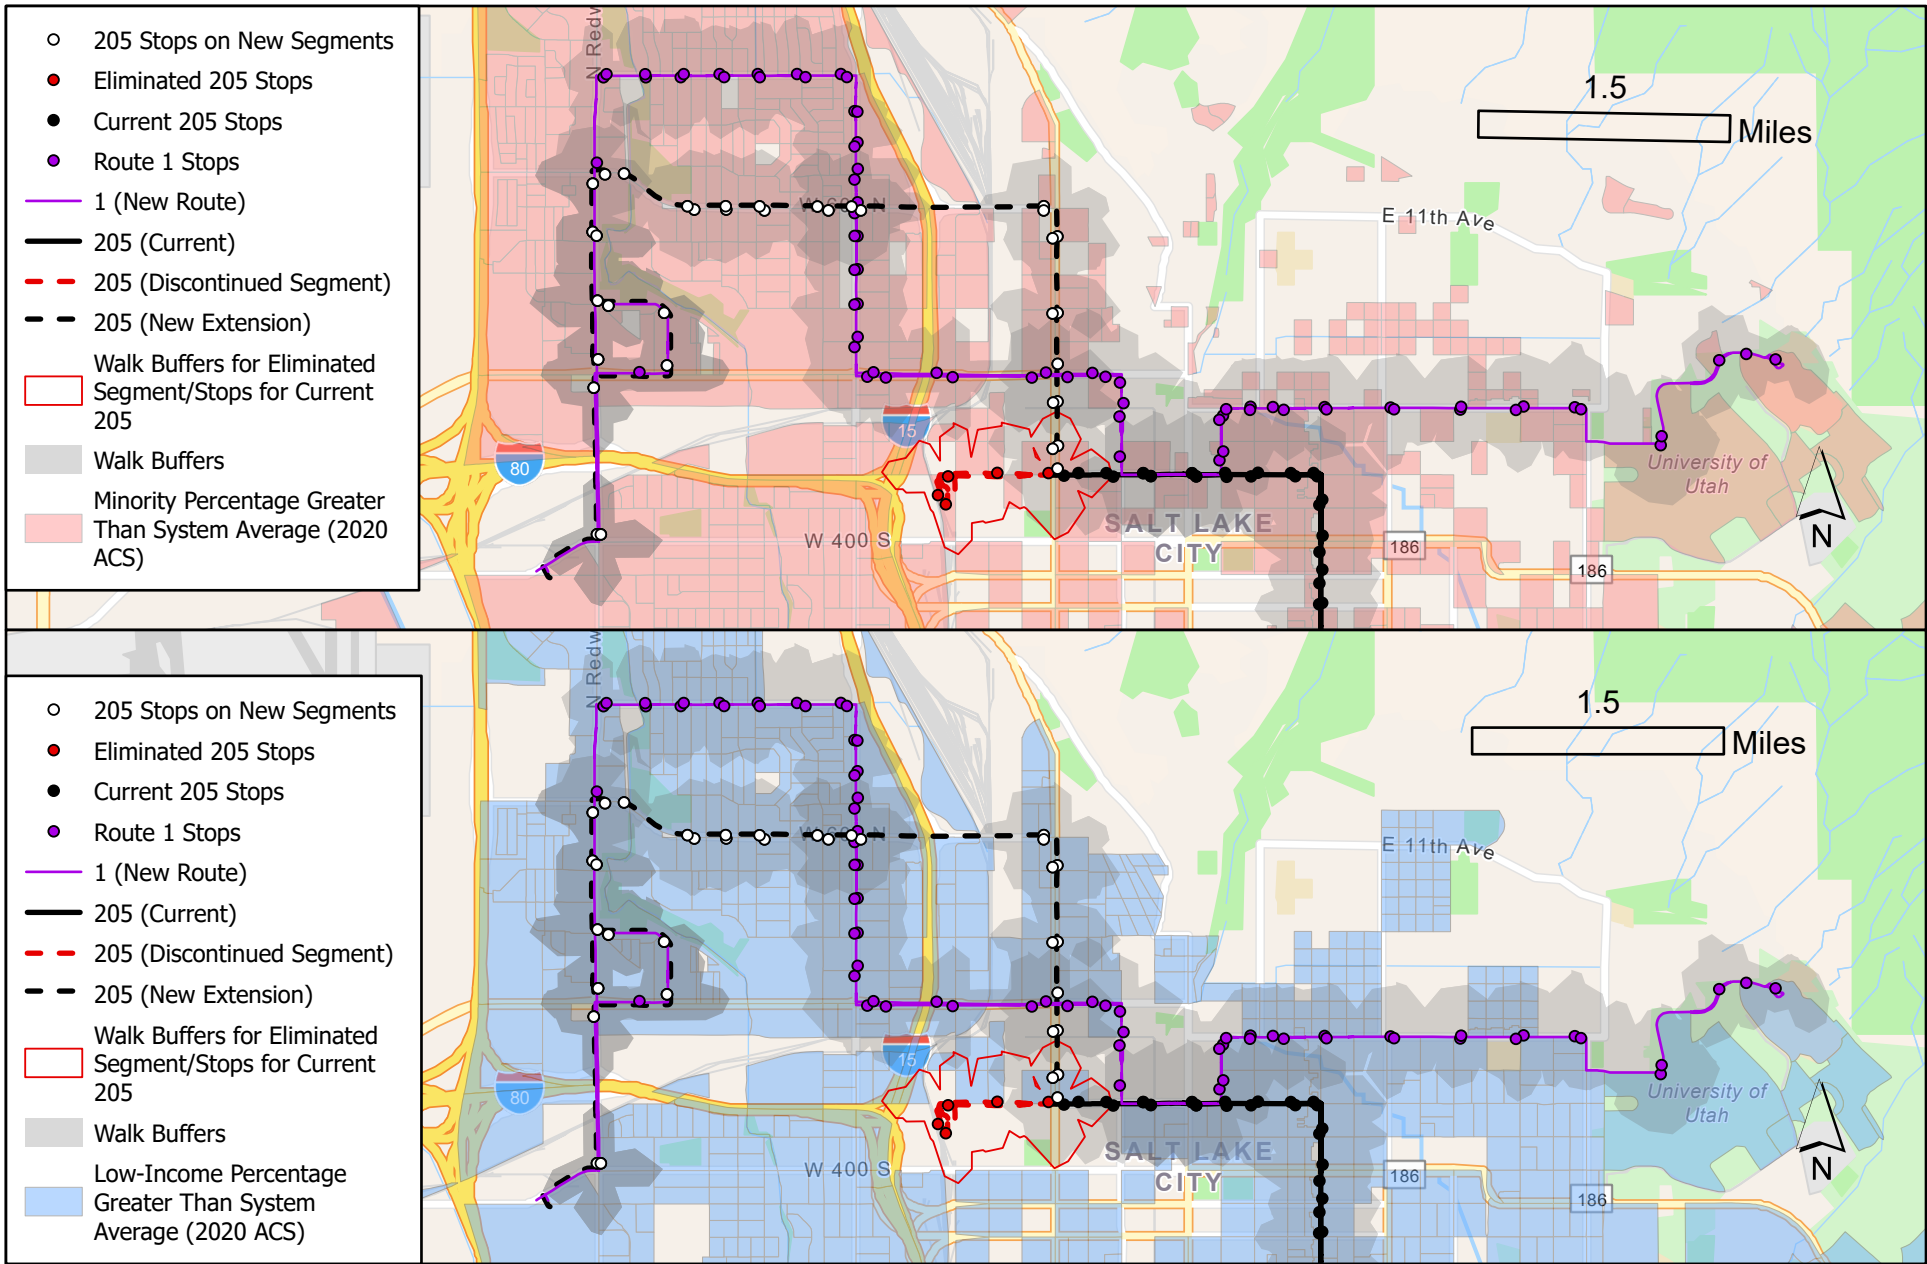 205 Stops on New Segments
Eliminated 205 Stops
Current 205 Stops
Route 1 Stops
1 (New Route)
205 (Current)
205 (Discontinued Segment)
205 (New Extension)
Walk Buffers for Eliminated
Segment/Stops for Current
205
Walk Buffers
Minority Percentage Greater
Than System Average (2020
ACS)
N Redw
1.5
Miles
E 11th Ave
15
80
University of
Utah
SALT LAKE
CITY
W 400 S
186
186
N
205 Stops on New Segments
Eliminated 205 Stops
Current 205 Stops
Route 1 Stops
1 (New Route)
205 (Current)
205 (Discontinued Segment)
205 (New Extension)
Walk Buffers for Eliminated
Segment/Stops for Current
205
Walk Buffers
Low-Income Percentage
Greater Than System
Average (2020 ACS)
N Redw
1.5
Miles
E 11th Ave
15
80
University of
Utah
SALT LAKE
CITY
W 400 S
186
186
N